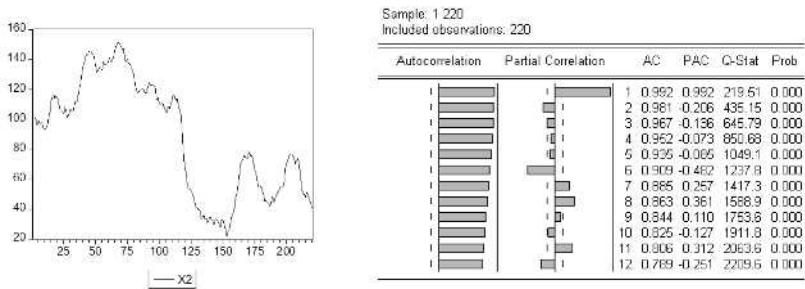 160
140
120
100
80
60
40
20
25 50 75 100 125 150 175 200
X2
Sample: 1 220
Included observations: 220
Autocorrelation Partial Correlation AC PAC Q-Stat Prob
1 0.992 0.992 219.51 0.000
2 0.981 -0.206 435.15 0.000
3 0.967 -0.136 645.79 0.000
4 0.952 -0.073 850.68 0.000
5 0.935 -0.085 1049.1 0.000
6 0.909 -0.482 1237.8 0.000
7 0.885 0.257 1417.3 0.000
8 0.863 0.361 1588.9 0.000
9 0.844 0.110 1753.6 0.000
10 0.825 -0.127 1911.8 0.000
11 0.806 0.312 2063.6 0.000
12 0.789 -0.251 2209.6 0.000